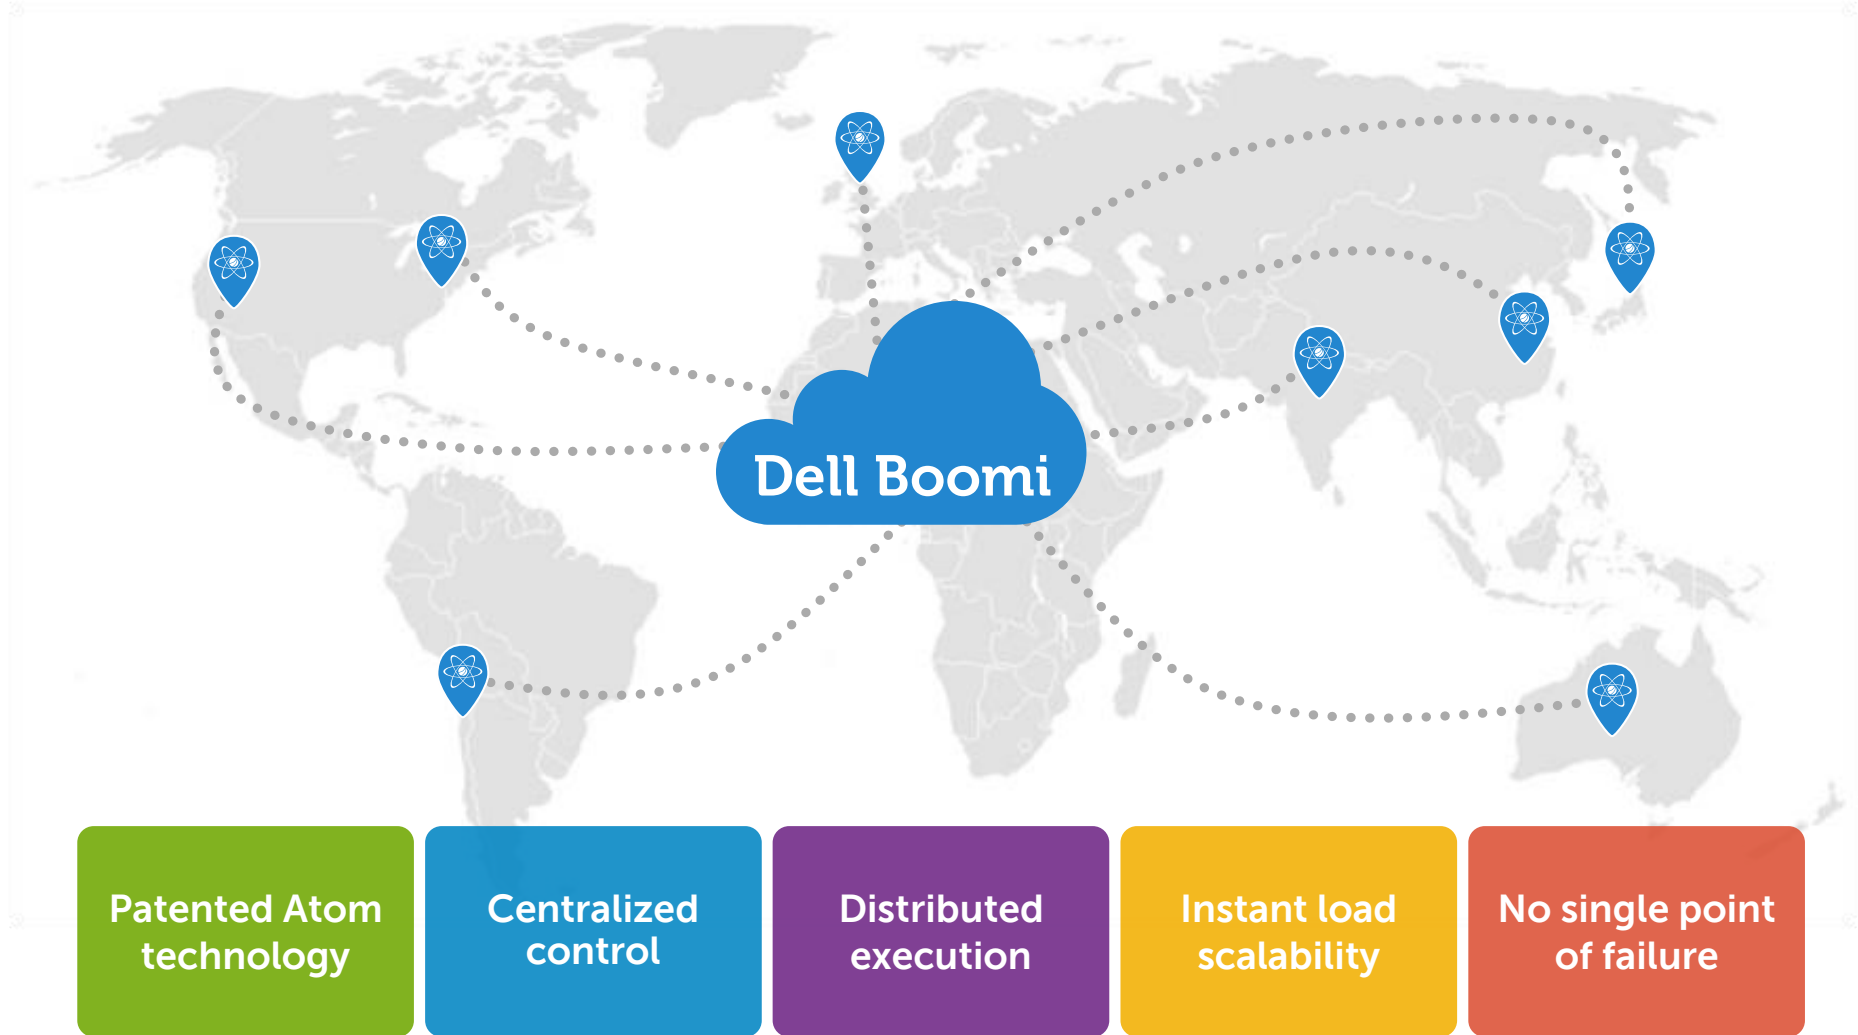 Dell Boomi
Patented Atom
technology
Centralized
control
Distributed
execution
Instant load
scalability
No single point
of failure